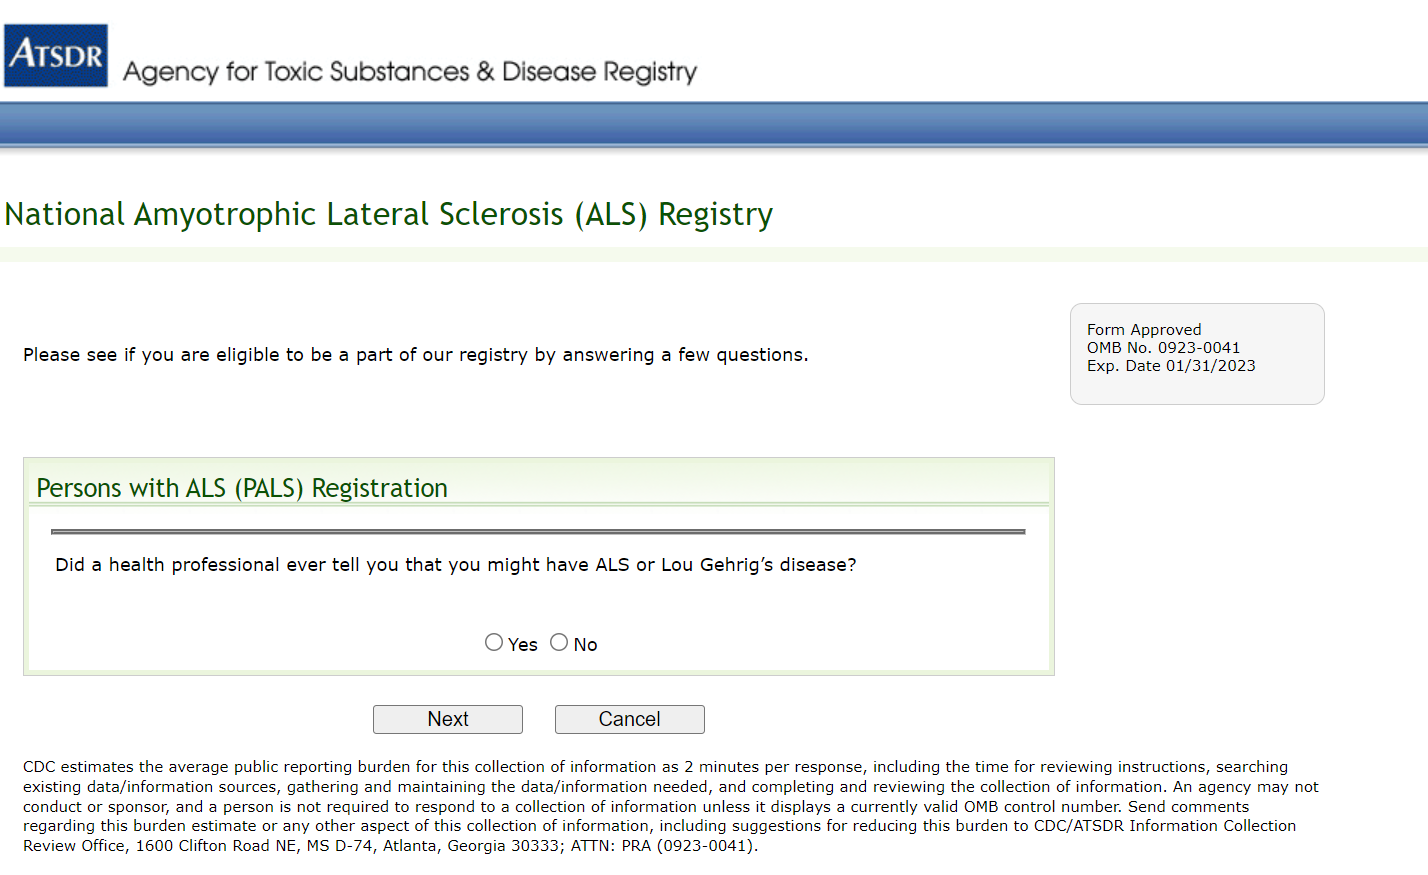 ATSDR
Agency for Toxic Substances & Disease Registry
National Amyotrophic Lateral Sclerosis (ALS) Registry
Please see if you are eligible to be a part of our registry by answering a few questions.
Form Approved
OMB No. 0923-0041
Exp. Date 01/31/2023
Persons with ALS (PALS) Registration
Did a health professional ever tell you that you might have ALS or Lou Gehrig’s disease?
Yes No
Next Cancel
CDC estimates the average public reporting burden for this collection of information as 2 minutes per response, including the time for reviewing instructions, searching
existing data/information sources, gathering and maintaining the data/information needed, and completing and reviewing the collection of information. An agency may not
conduct or sponsor, and a person is not required to respond to a collection of information unless it displays a currently valid OMB control number. Send comments
regarding this burden estimate or any other aspect of this collection of information, including suggestions for reducing this burden to CDC/ATSDR Information Collection
Review Office, 1600 Clifton Road NE, MS D-74, Atlanta, Georgia 30333; ATTN: PRA (0923-0041).